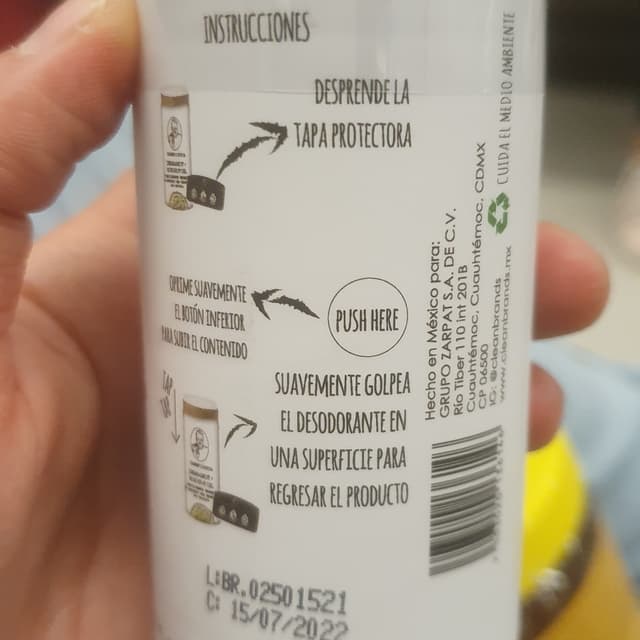 INSTRUCCIONES
DESPRENDE LA
TAPA PROTECTORA
OPRIME SUAVEMENTE
EL BOTÓN INFERIOR
PARA SUBIR EL CONTENIDO
PUSH HERE
SUAVEMENTE GOLPEA
EL DESODORANTE EN
UNA SUPERFICIE PARA
REGRESAR EL PRODUCTO
TAP
L:BR.02501521
C: 15/07/2022
Hecho en México para:
GRUPO ZARPAT S.A. DE C.V.
Río Tiber 110 int 201B
Cuauhtémoc, Cuauhtémoc, CDMX
CP 06500
IG: @cleanbrands
www.cleanbrands.mx
CUIDA EL MEDIO AMBIENTE